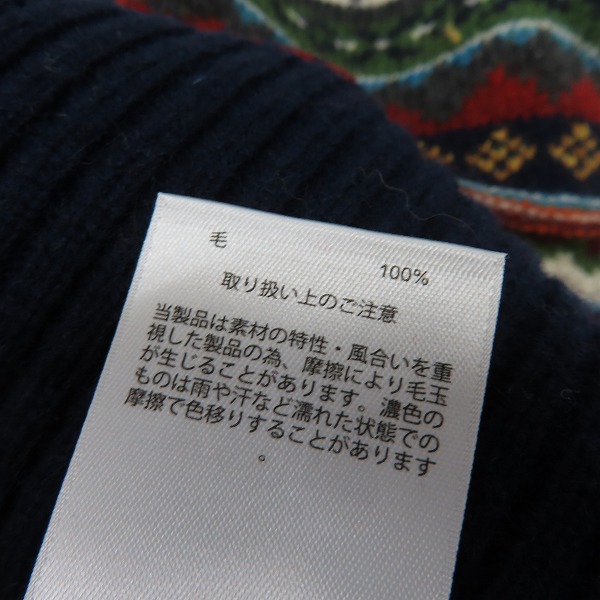 毛 100%
取り扱い上のご注意
当製品は素材の特性・風合いを重
視した製品の為、摩擦により毛玉
が生じることがあります。濃色の
ものは雨や汗など濡れた状態での
摩擦で色移りすることがあります
。